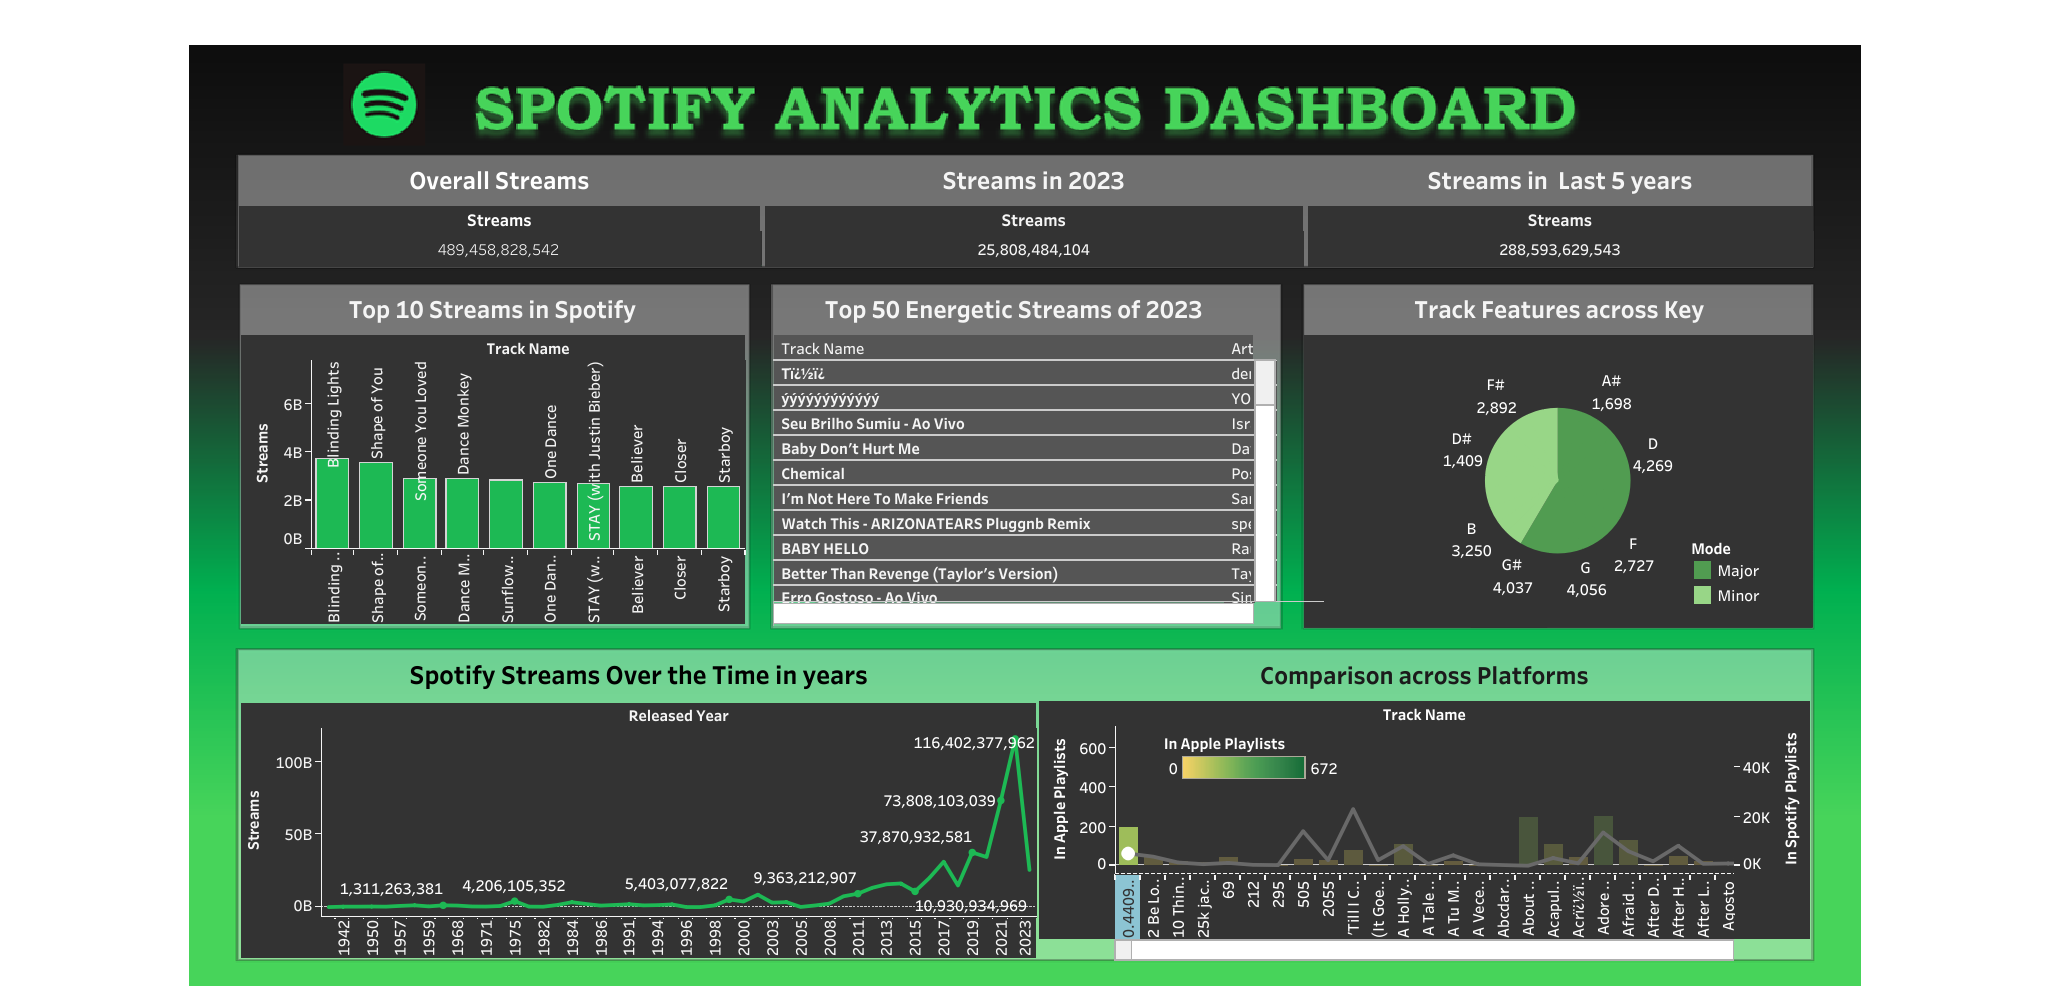 SPOTIFY ANALYTICS DASHBOARD
Overall Streams
Streams in 2023
Streams in Last 5 years
Streams
489,458,828,542
Streams
25,808,484,104
Streams
288,593,629,543
Top 10 Streams in Spotify
Track Name
Streams
6B
4B
2B
0B
Blinding Lights
Shape of You
Someone You Loved
Dance Monkey
One Dance
STAY (with Justin Bieber)
Believer
Closer
Starboy
Blinding ..
Shape of..
Someon..
Dance M..
Sunflow..
One Dan..
STAY (w..
Believer
Closer
Starboy
Top 50 Energetic Streams of 2023
Track Name Art
Tï¿½ï¿ der
ýýýýýýýýýýýý YO
Seu Brilho Sumiu - Ao Vivo Isr
Baby Don't Hurt Me Da
Chemical Pos
I'm Not Here To Make Friends Sar
Watch This - ARIZONATEARS Pluggnb Remix spe
BABY HELLO Ra
Better Than Revenge (Taylor's Version) Tay
Erro Gostoso - Ao Vivo Sin
Track Features across Key
F#
2,892
A#
1,698
D#
1,409
D
4,269
B
3,250
F
2,727
G#
4,037
G
4,056
Mode
Major
Minor
Spotify Streams Over the Time in years
Released Year
Streams
100B
50B
0B
116,402,377,962
73,808,103,039
37,870,932,581
1,311,263,381
4,206,105,352
5,403,077,822
9,363,212,907
10,930,934,969
1942
1950
1957
1959
1968
1971
1975
1982
1984
1986
1991
1994
1996
1998
2000
2003
2005
2008
2011
2013
2015
2017
2019
2021
2023
Comparison across Platforms
Track Name
In Apple Playlists
600
400
200
0
In Apple Playlists
0
672
40K
20K
0K
In Spotify Playlists
0.4409..
2 Be Lo..
10 Thin..
25k jac..
69
212
295
505
2055
'Till I C..
(It Goe..
A Holly..
A Tale ..
A Tu M..
A Vece..
Abcdar..
About ..
Acapul..
Acrï¿½ï..
Adore ..
Afraid ..
After D..
After H..
After L..
Agosto